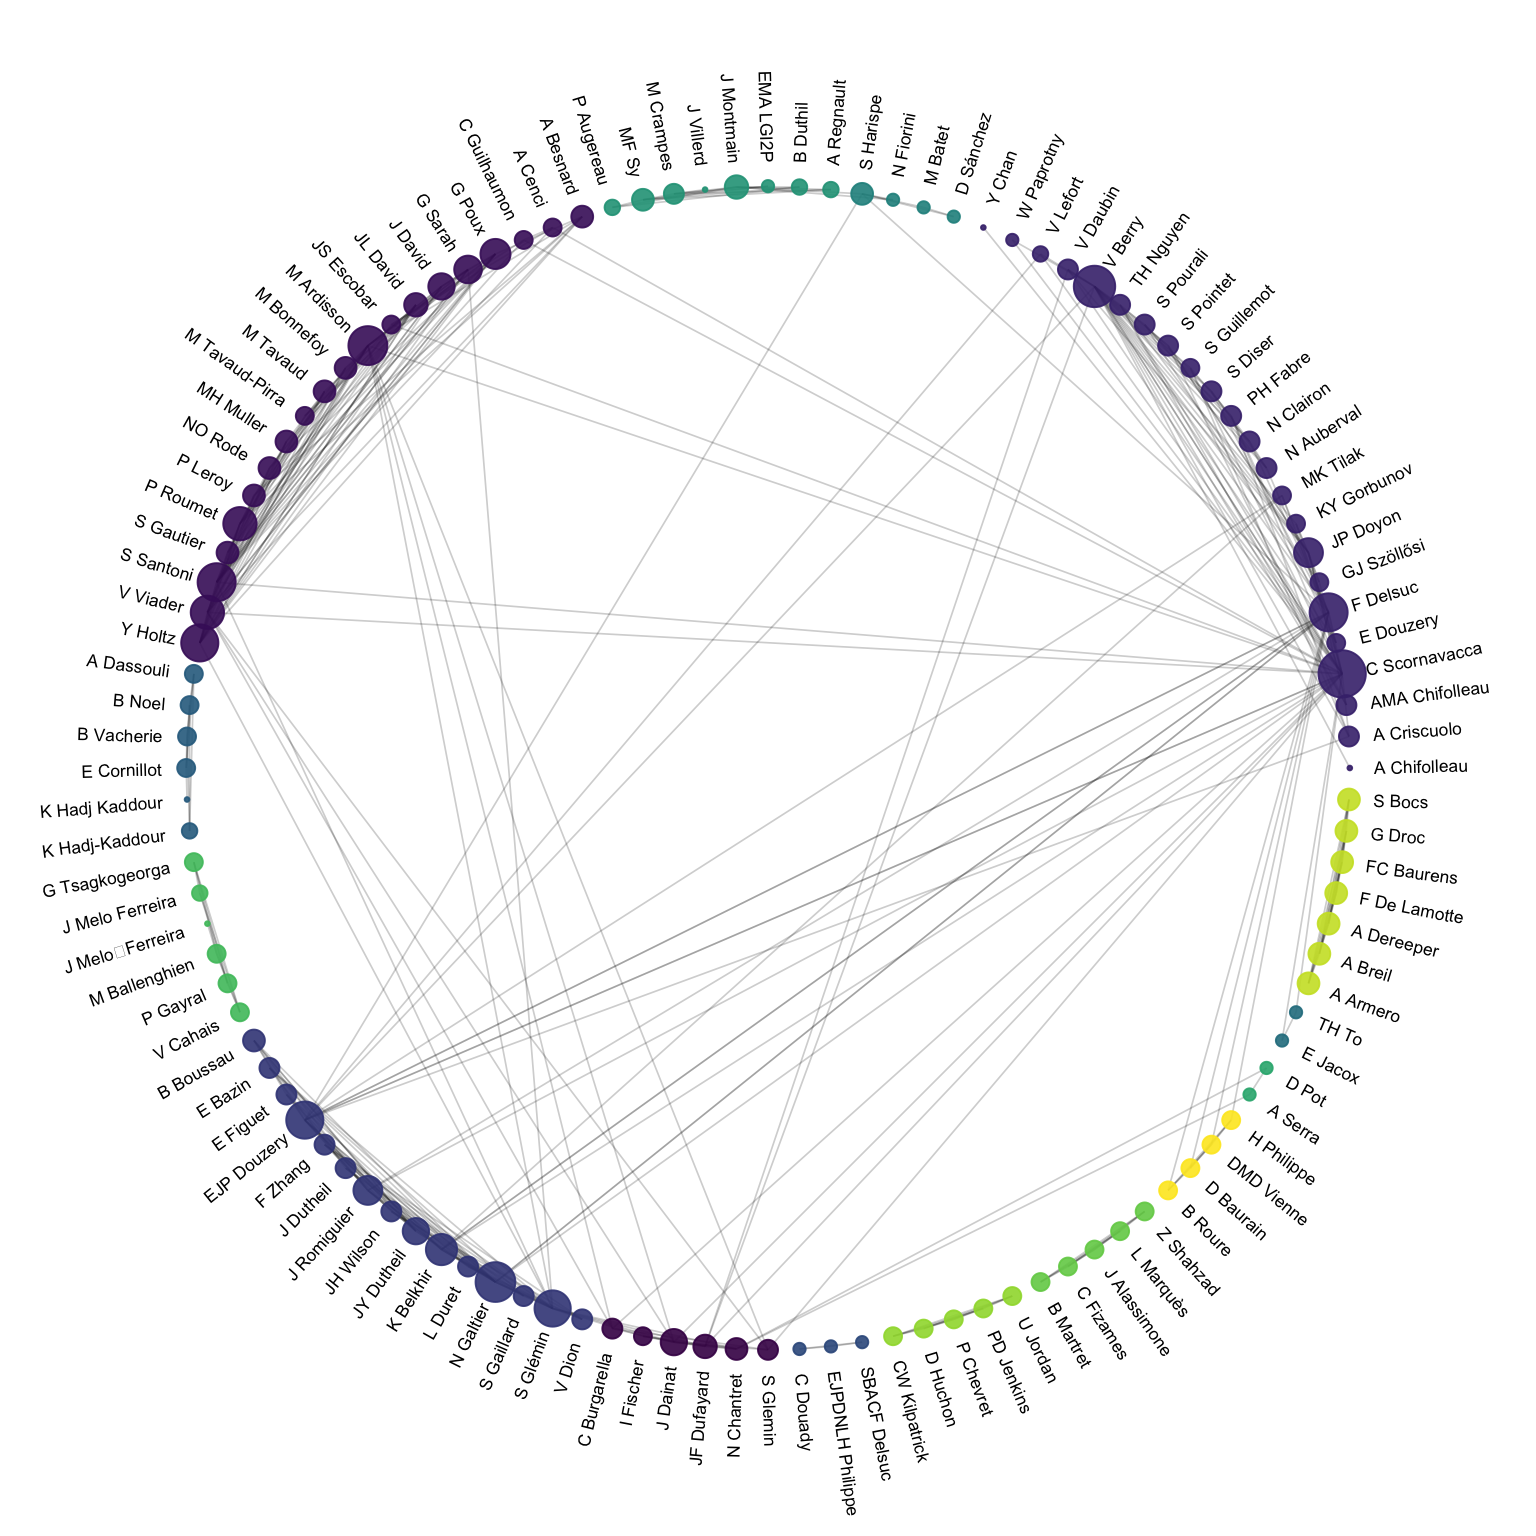 P Augereau
MF Sy
M Crampes
J Villerd
J Montmain
EMA LGI2P
B Duthil
A Regnault
S Harispe
N Fiorini
M Batet
D Sánchez
Y Chan
W Paprotny
V Lefort
V Daubin
V Berry
TH Nguyen
S Pourali
S Pointet
S Guillemot
S Diser
PH Fabre
N Clairon
N Auberval
MK Tilak
KY Gorbunov
JP Doyon
GJ Szöllősi
F Delsuc
E Douzery
C Scornavacca
AMA Chifolleau
A Criscuolo
A Chifolleau
S Bocs
G Droc
FC Baurens
F De Lamotte
A Dereeper
A Breil
A Armero
TH To
E Jacox
D Pot
A Serra
H Philippe
DMD Vienne
D Baurain
B Roure
Z Shahzad
L Marquès
J Alassimone
C Fizames
B Martret
U Jordan
PD Jenkins
P Chevret
D Huchon
CW Kilpatrick
SBACF Delsuc
EJPDNLH Philippe
C Douady
S Glemin
N Chantret
JF Dufayard
J Dainat
I Fischer
C Burgarella
V Dion
S Glémin
S Gaillard
N Galtier
L Duret
K Belkhir
JY Dutheil
JH Wilson
J Romiguier
J Dutheil
F Zhang
EJP Douzery
E Figuet
E Bazin
B Boussau
V Cahais
P Gayral
M Ballenghien
J Melo□Ferreira
J Melo Ferreira
G Tsagkogeorga
K Hadj-Kaddour
K Hadj Kaddour
E Cornillot
B Vacherie
B Noel
A Dassouli
Y Holtz
V Viader
S Santoni
S Gautier
P Roumet
P Leroy
NO Rode
MH Muller
M Tavaud-Pirra
M Tavaud
M Bonnefoy
M Ardisson
JS Escobar
JL David
J David
G Sarah
G Poux
C Guilhaumon
A Cenci
A Besnard